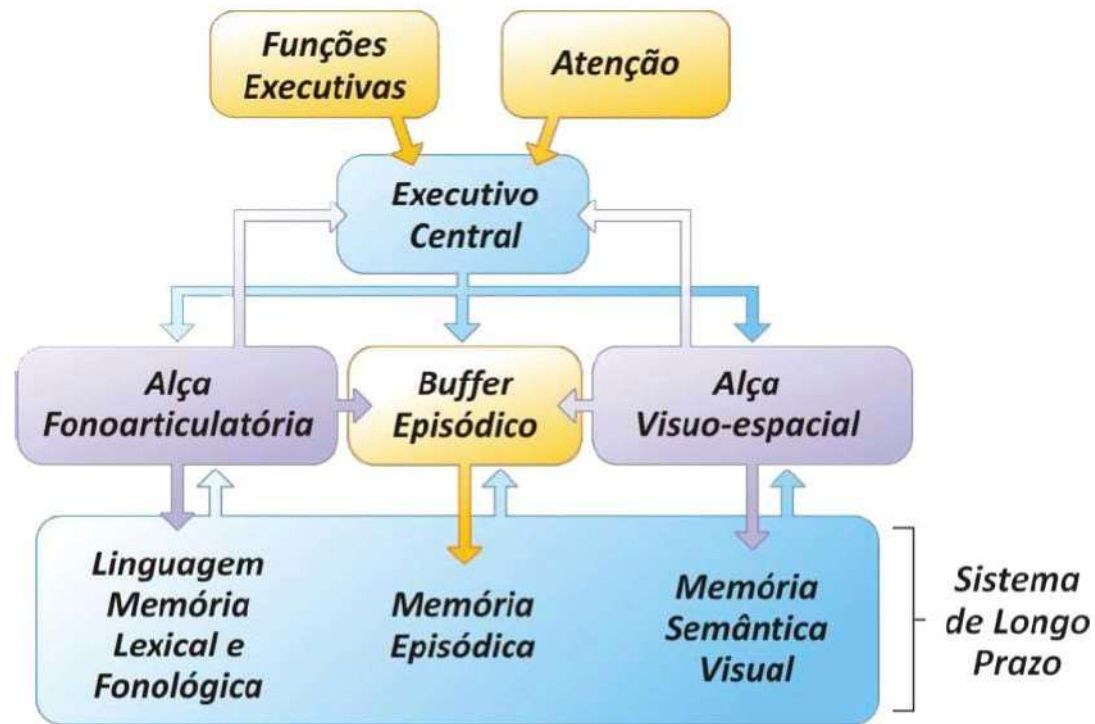 Funções
Executivas
Atenção
Executivo
Central
Alça
Fonoarticulatória
Buffer
Episódico
Alça
Visuo-espacial
Linguagem
Memória
Lexical e
Fonológica
Memória
Episódica
Memória
Semântica
Visual
Sistema
de Longo
Prazo